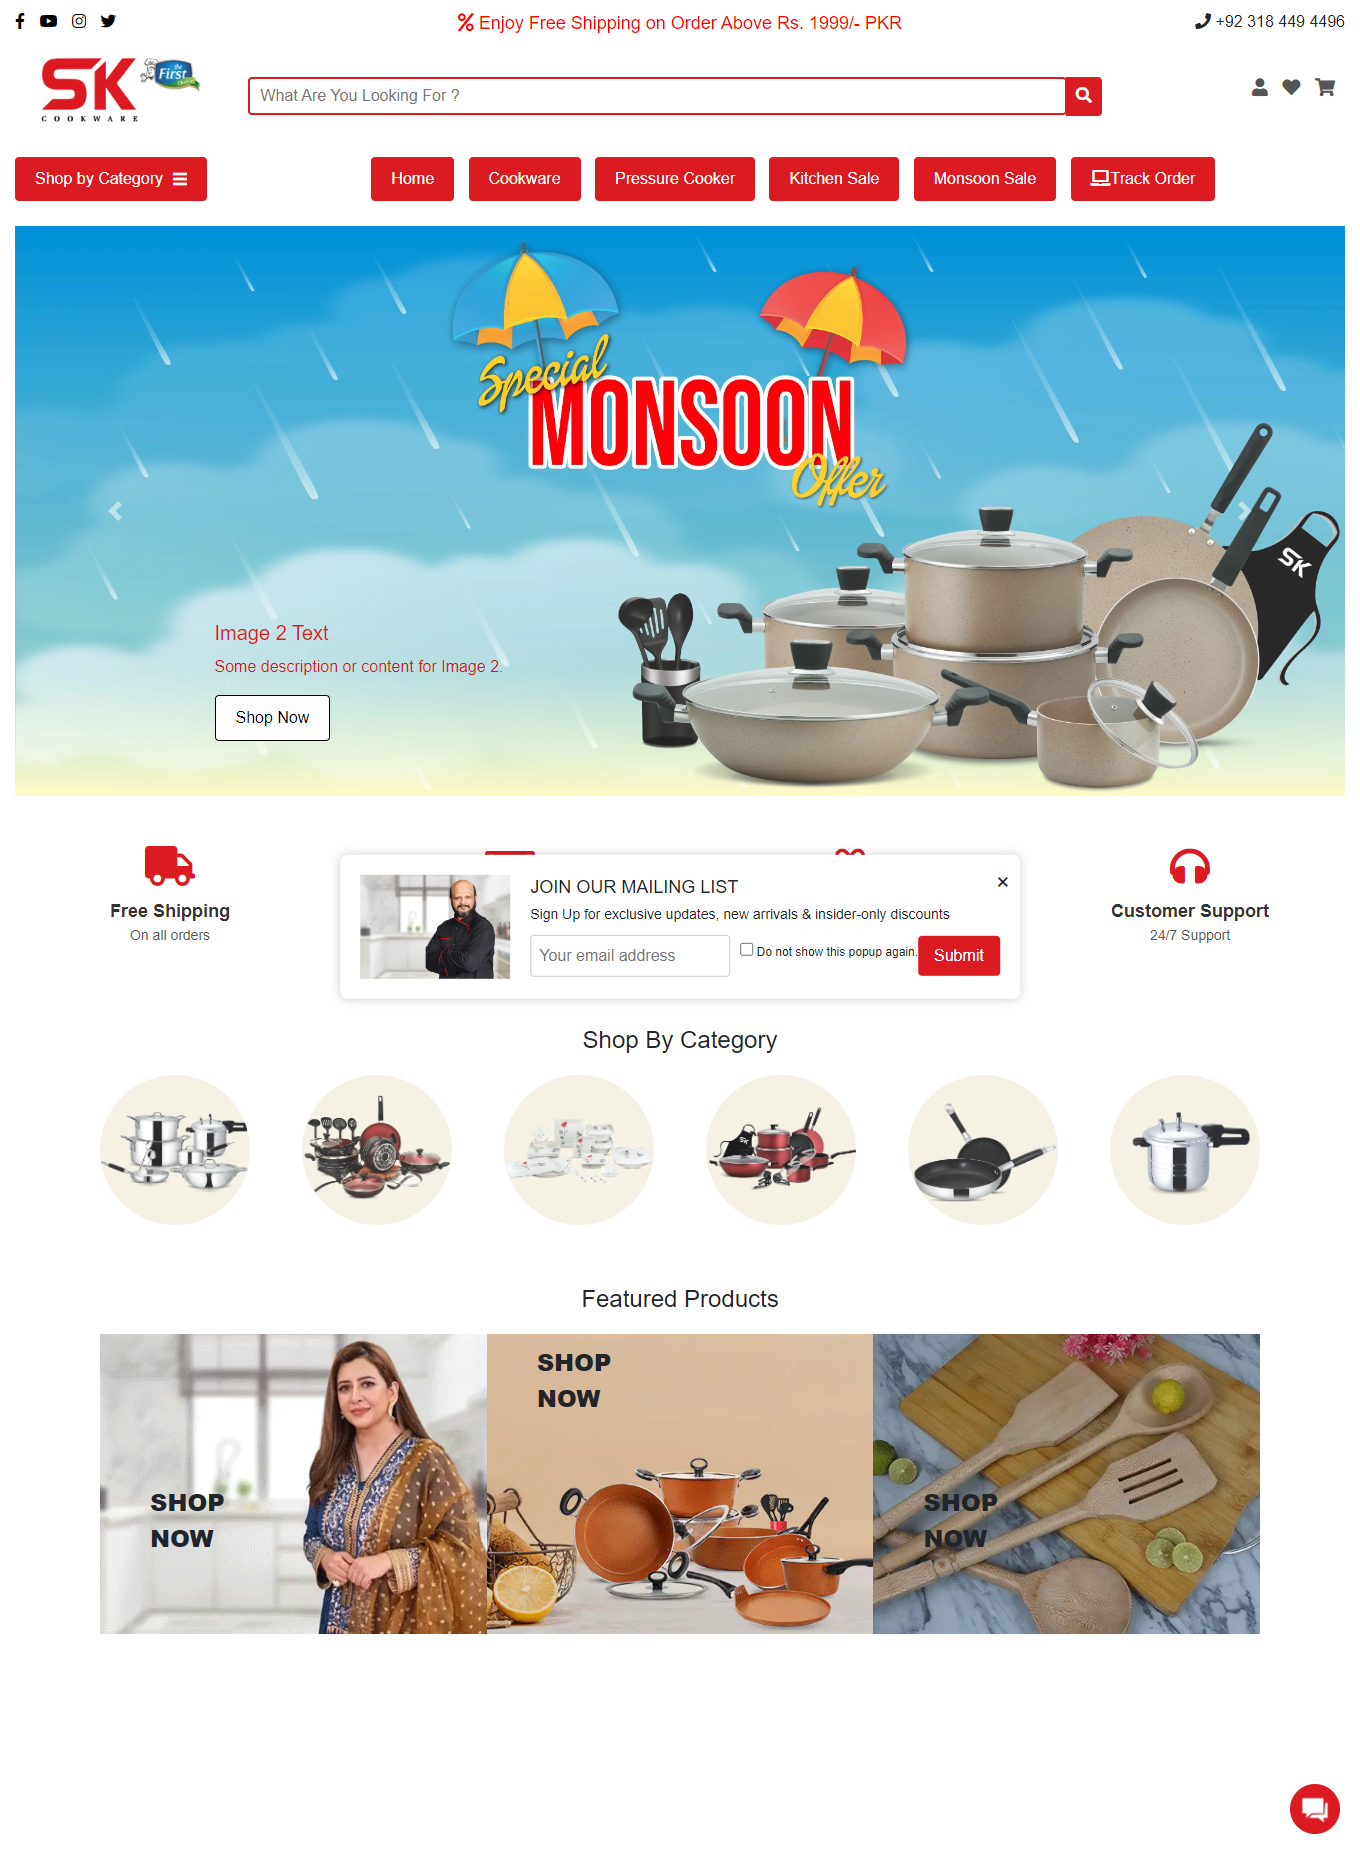 Enjoy Free Shipping on Order Above Rs. 1999/- PKR
+92 318 449 4496
SK
the
First
Choice
COOKWARE
What Are You Looking For ?
Shop by Category
Home
Cookware
Pressure Cooker
Kitchen Sale
Monsoon Sale
Track Order
Special
MONSOON
Offer
SK
Image 2 Text
Some description or content for Image 2.
Shop Now
Free Shipping
On all orders
JOIN OUR MAILING LIST
Sign Up for exclusive updates, new arrivals & insider-only discounts
Your email address
Do not show this popup again.
Submit
Customer Support
24/7 Support
Shop By Category
SK
Featured Products
SHOP
NOW
SHOP
NOW
SHOP
NOW